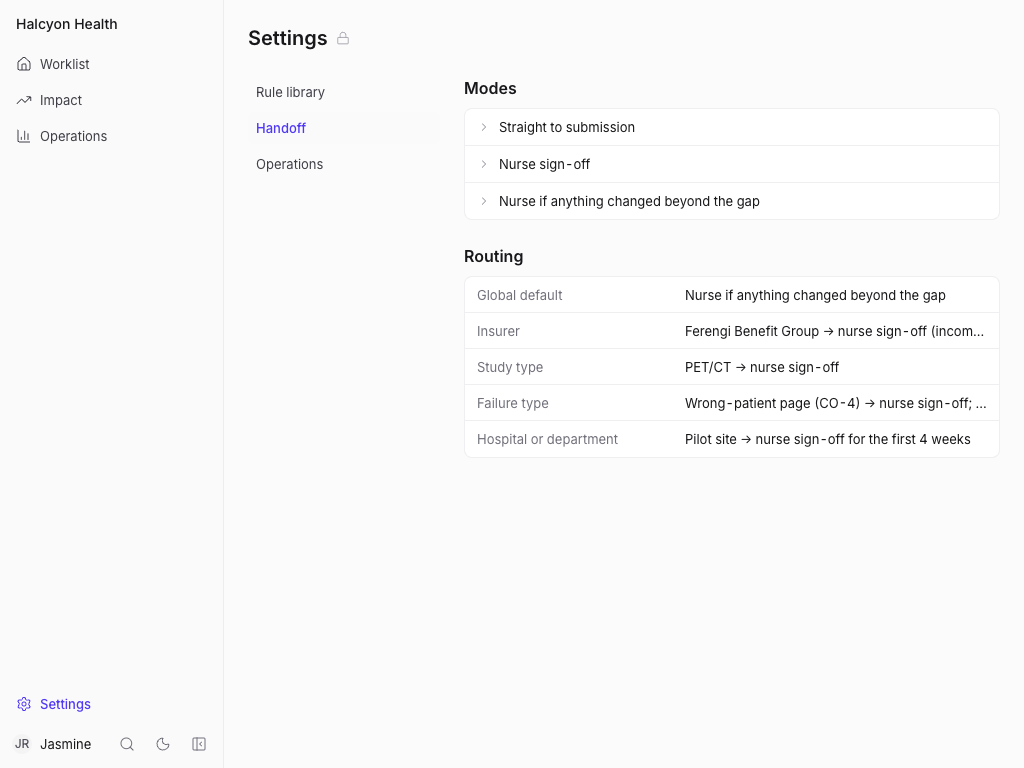 Halcyon Health
Worklist
Impact
Operations
Settings
JR Jasmine
Settings
Rule library
Handoff
Operations
Modes
Straight to submission
Nurse sign-off
Nurse if anything changed beyond the gap
Routing
Global default Nurse if anything changed beyond the gap
Insurer Ferengi Benefit Group → nurse sign-off (incom...
Study type PET/CT → nurse sign-off
Failure type Wrong-patient page (CO-4) → nurse sign-off; ...
Hospital or department Pilot site → nurse sign-off for the first 4 weeks